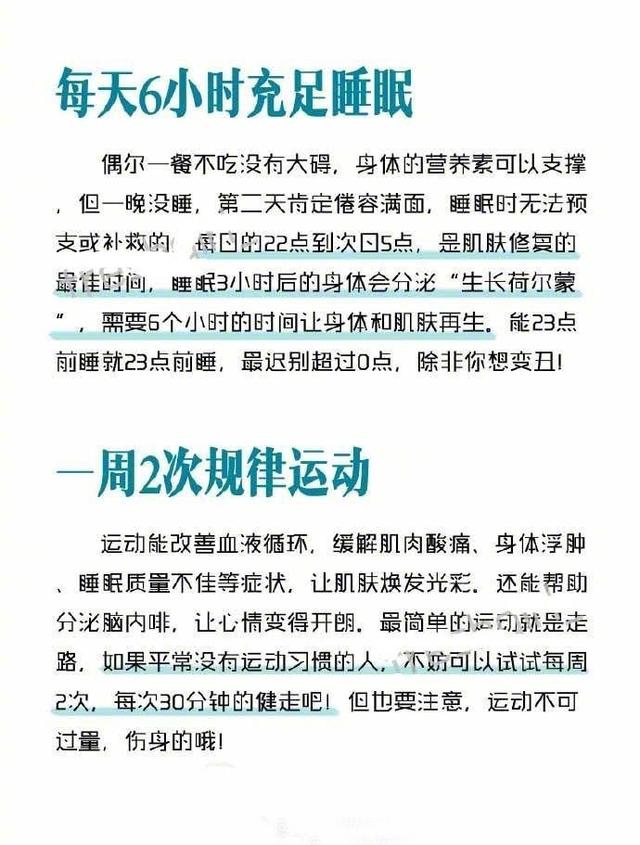 每天6小时充足睡眠
偶尔一餐不吃没有大碍，身体的营养素可以支撑
，但一晚没睡，第二天肯定倦容满面，睡眠时无法预
支或补救的 每日的22点到次日5点，是肌肤修复的
最佳时间，睡眠3小时后的身体会分泌“生长荷尔蒙
”，需要6个小时的时间让身体和肌肤再生。能23点
前睡就23点前睡，最迟别超过0点，除非你想变丑!
一周2次规律运动
运动能改善血液循环，缓解肌肉酸痛、身体浮肿
、睡眠质量不佳等症状，让肌肤焕发光彩。还能帮助
分泌脑内啡，让心情变得开朗。最简单的运动就是走
路，如果平常没有运动习惯的人，不妨可以试试每周
2次，每次30分钟的健走吧! 但也要注意，运动不可
过量，伤身的哦!